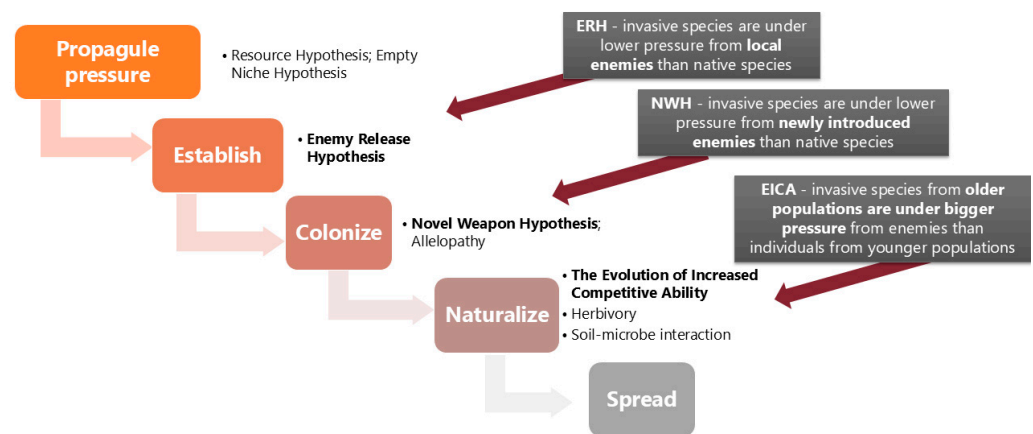 Propagule
pressure
• Resource Hypothesis; Empty
Niche Hypothesis
ERH - invasive species are under
lower pressure from local
enemies than native species
Establish
• Enemy Release
Hypothesis
NWH - invasive species are under lower
pressure from newly introduced
enemies than native species
Colonize
• Novel Weapon Hypothesis;
Allelopathy
EICA - invasive species from older
populations are under bigger
pressure from enemies than
individuals from younger populations
Naturalize
• The Evolution of Increased
Competitive Ability
• Herbivory
• Soil-microbe interaction
Spread